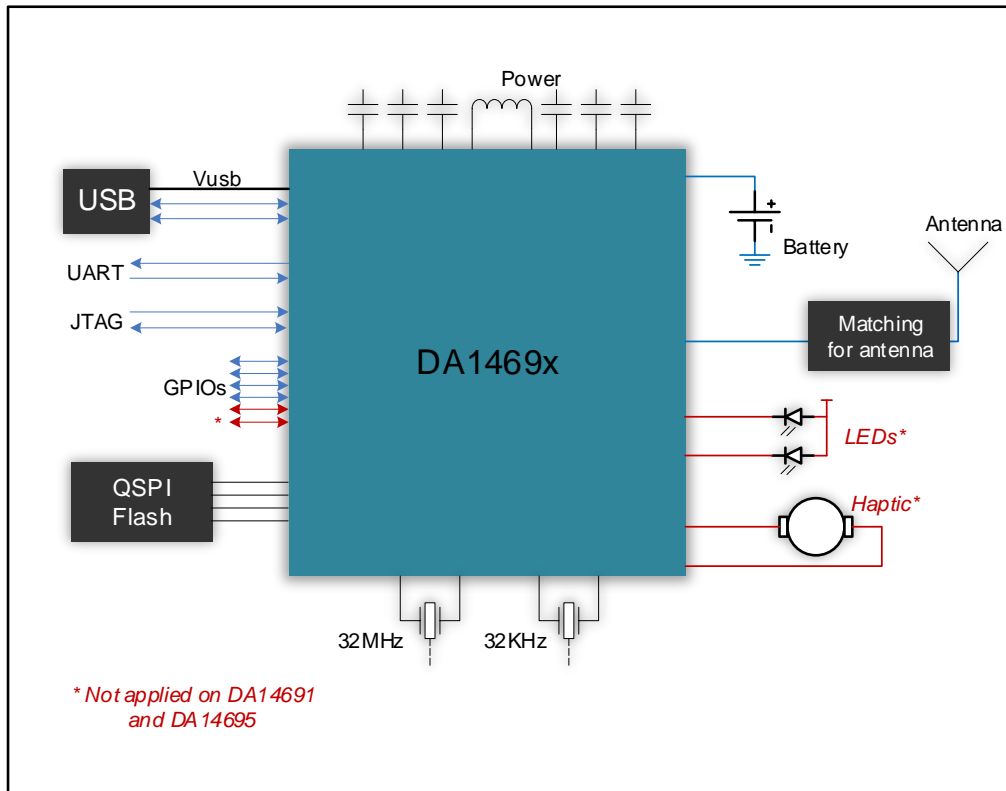 Power
USB
Vusb
UART
JTAG
GPIOs
*
QSPI
Flash
DA1469x
+
Battery
Antenna
Matching
for antenna
LEDs*
Haptic*
32MHz
32KHz
* Not applied on DA14691
and DA14695